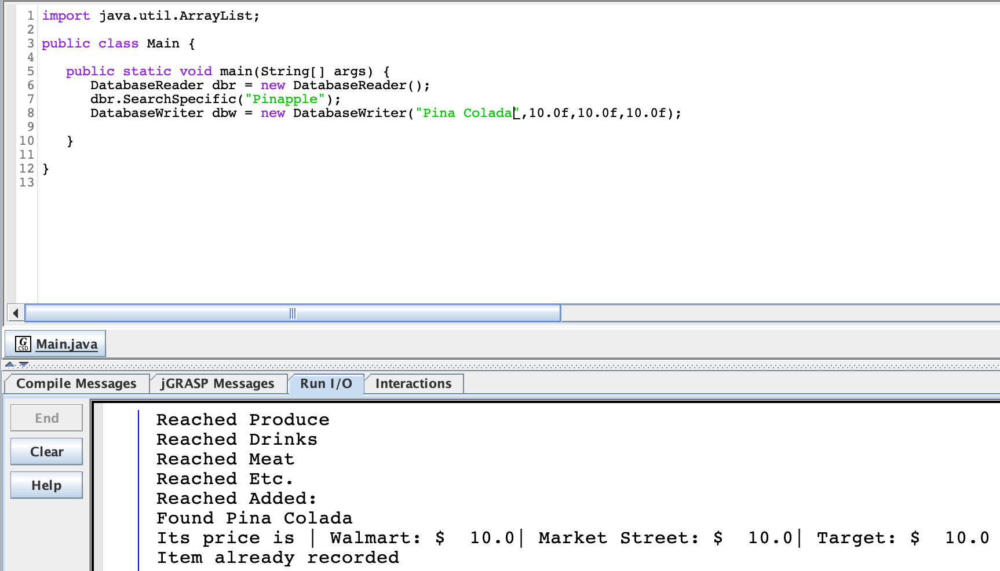 1 import java.util.ArrayList;
2
3 public class Main {
4
5 public static void main(String[] args) {
6 DatabaseReader dbr = new DatabaseReader();
7 dbr.SearchSpecific("Pinapple");
8 DatabaseWriter dbw = new DatabaseWriter("Pina Colada",10.0f,10.0f,10.0f);
9
10 }
11
12 }
13
G CSD Main.java
Compile Messages jGRASP Messages Run I/O Interactions
End
Clear
Help
Reached Produce
Reached Drinks
Reached Meat
Reached Etc.
Reached Added:
Found Pina Colada
Its price is | Walmart: $  10.0| Market Street: $  10.0| Target: $  10.0
Item already recorded